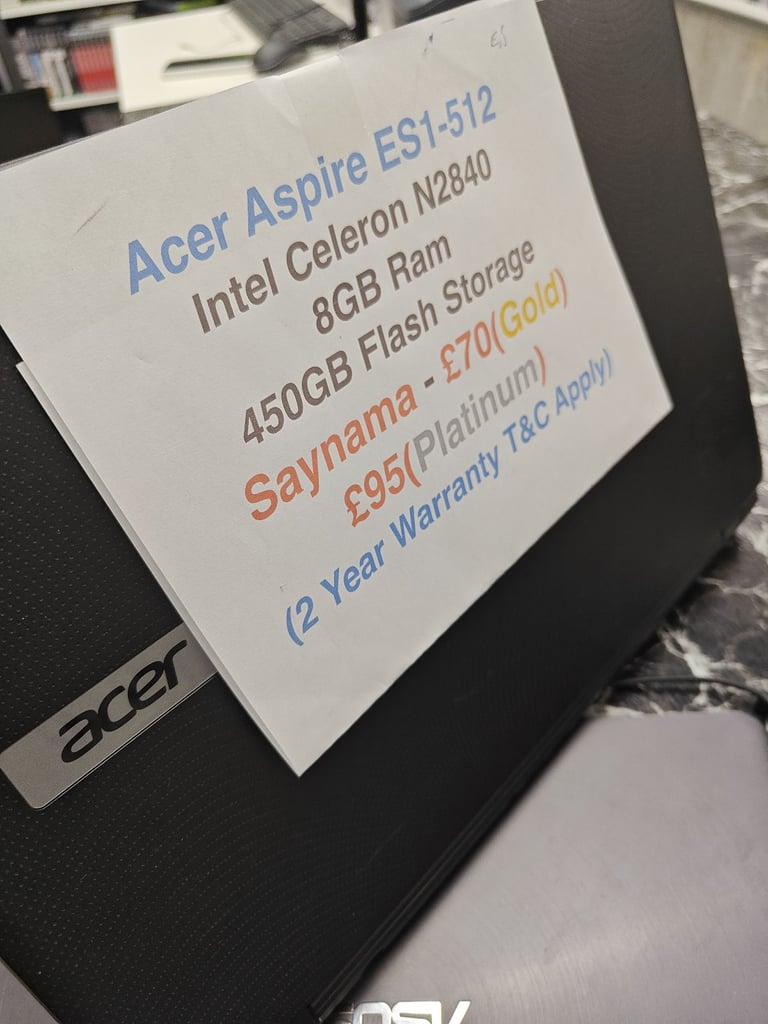 Acer Aspire ES1-512
Intel Celeron N2840
8GB Ram
450GB Flash Storage
Saynama - £70(Gold)
£95(Platinum)
(2 Year Warranty T&C Apply)
acer